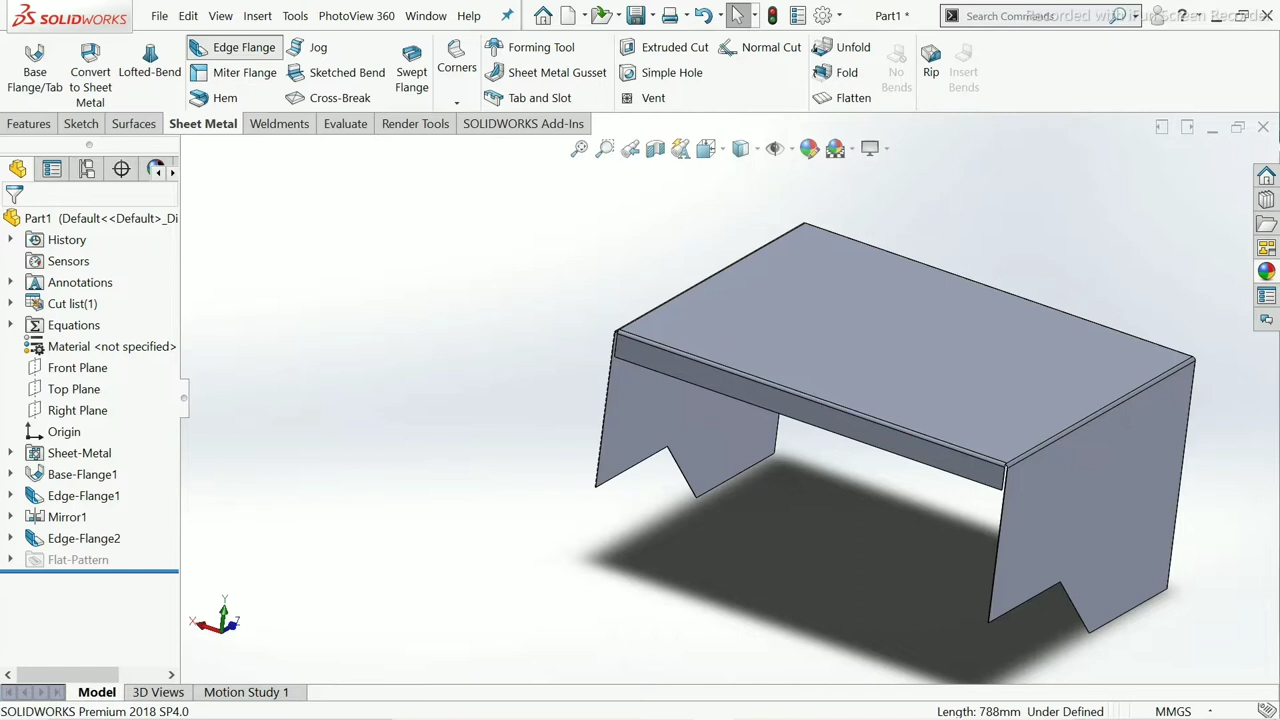 SOLIDWORKS File Edit View Insert Tools PhotoView 360 Window Help Part1 * Search Commands ?
Recorded with iFun Screen Recorder
Base Flange/Tab
Convert to Sheet Metal
Lofted-Bend
Edge Flange
Miter Flange
Hem
Jog
Sketched Bend
Cross-Break
Swept Flange
Corners
Forming Tool
Sheet Metal Gusset
Tab and Slot
Extruded Cut
Simple Hole
Vent
Normal Cut
Unfold
Fold
Flatten
No Bends
Rip
Insert Bends
Features Sketch Surfaces Sheet Metal Weldments Evaluate Render Tools SOLIDWORKS Add-Ins
Part1 (Default<<Default>_Di
History
Sensors
Annotations
Cut list(1)
Equations
Material <not specified>
Front Plane
Top Plane
Right Plane
Origin
Sheet-Metal
Base-Flange1
Edge-Flange1
Mirror1
Edge-Flange2
Flat-Pattern
Y
X
Z
Model 3D Views Motion Study 1
SOLIDWORKS Premium 2018 SP4.0 Length: 788mm Under Defined MMGS